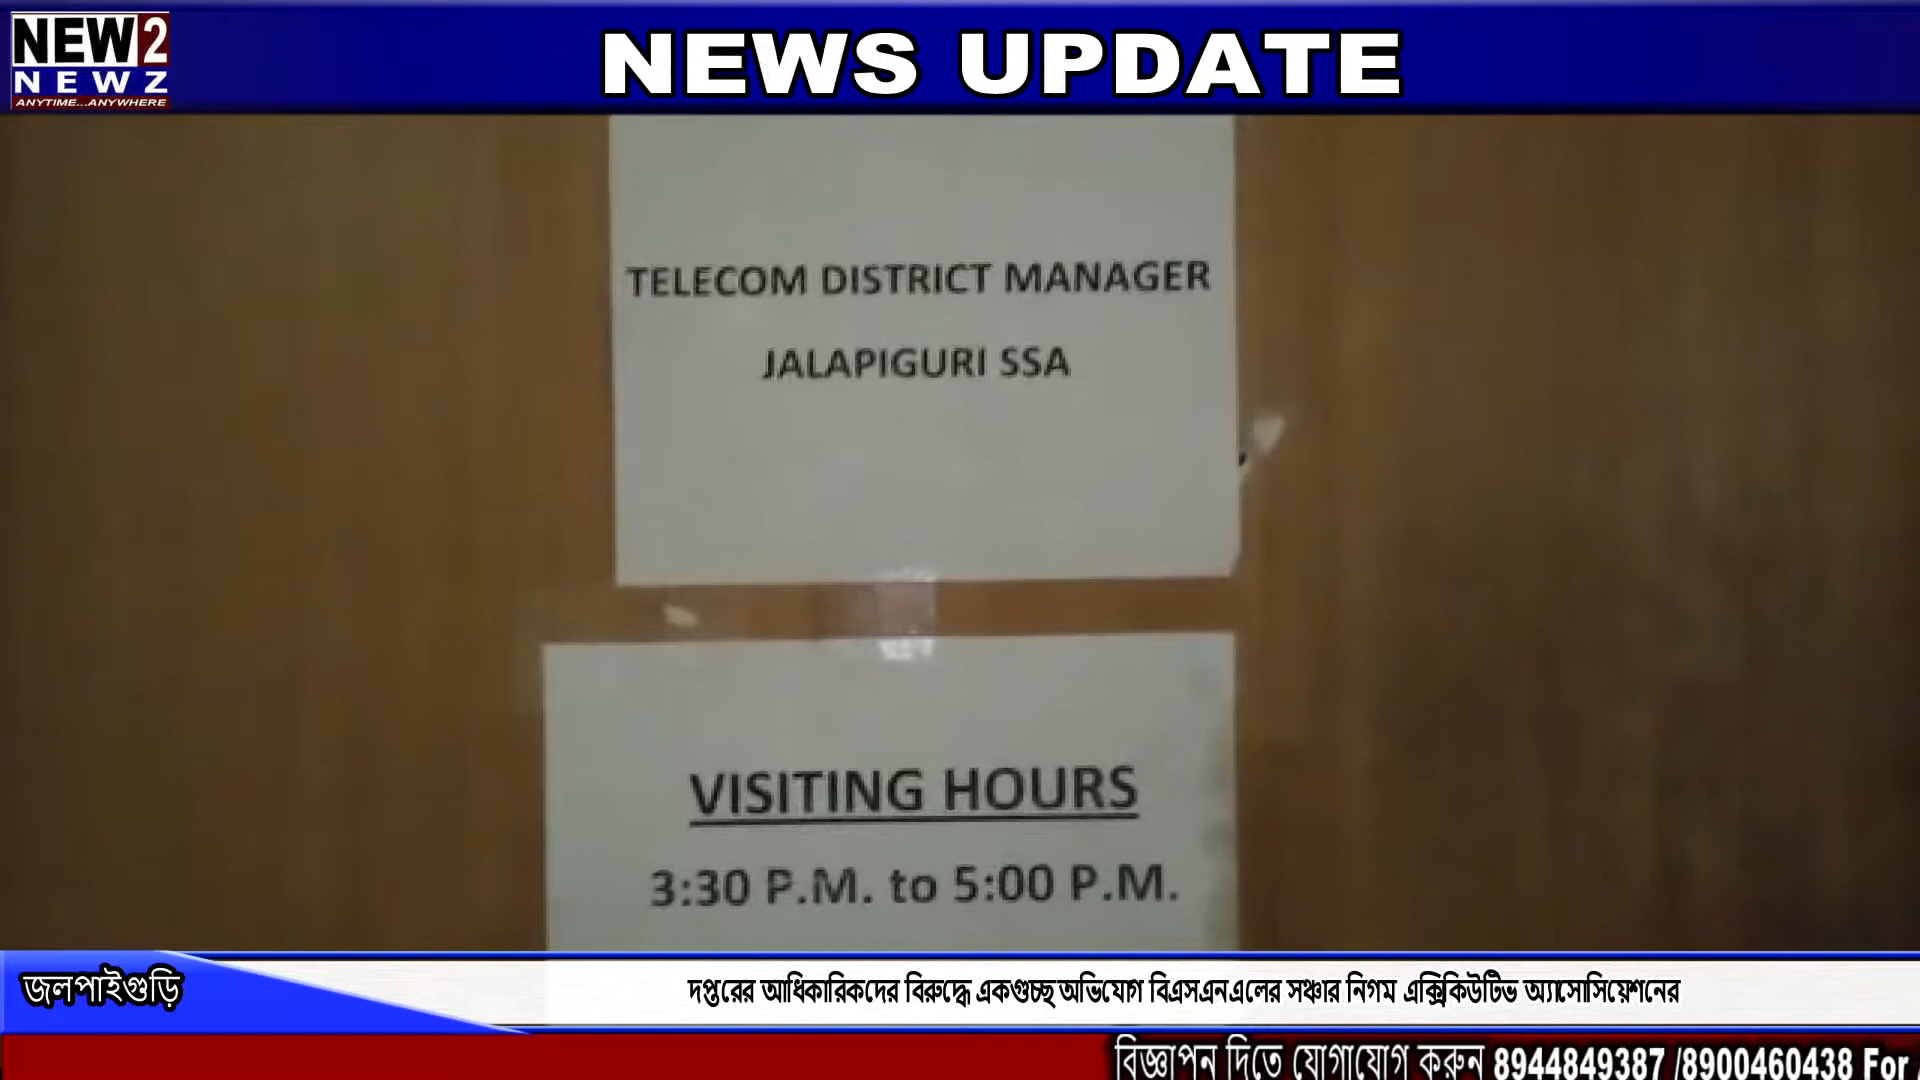 NEW2
NEWZ
ANYTIME...ANYWHERE
NEWS UPDATE
TELECOM DISTRICT MANAGER
JALAPIGURI SSA
VISITING HOURS
3:30 P.M. to 5:00 P.M.
জলপাইগুড়ি
দপ্তরের আধিকারিকদের বিরুদ্ধে একগুচ্ছ অভিযোগ বিএসএনএলের সঞ্চার নিগম এক্সিকিউটিভ অ্যাসোসিয়েশনের
বিজ্ঞাপন দিতে যোগাযোগ করুন 8944849387 /8900460438 For